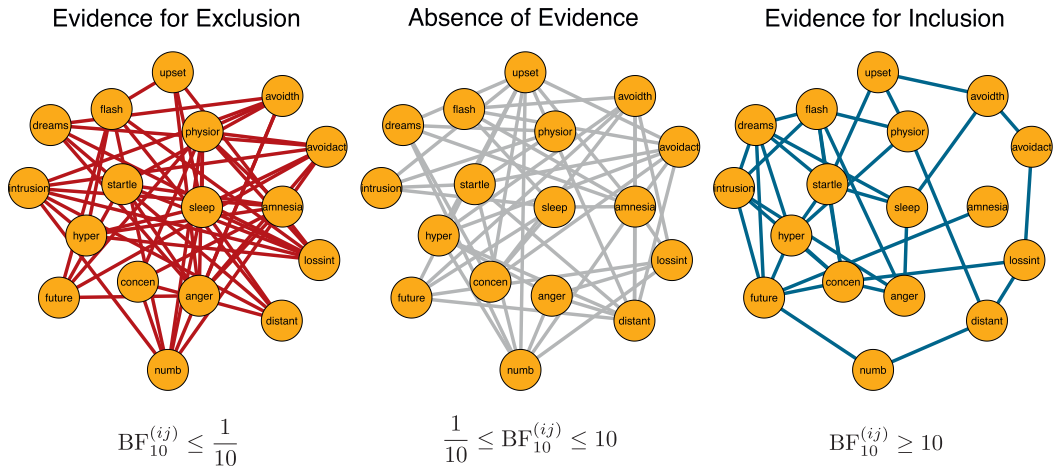 Evidence for Exclusion
upset
flash
avoidth
dreams
physior
avoidact
intrusion
startle
sleep
amnesia
hyper
lossint
concen
future
anger
distant
numb
BF₁₀⁽ⁱʲ⁾ ≤ 1/10
Absence of Evidence
upset
flash
avoidth
dreams
physior
avoidact
intrusion
startle
sleep
amnesia
hyper
lossint
concen
future
anger
distant
numb
1/10 ≤ BF₁₀⁽ⁱʲ⁾ ≤ 10
Evidence for Inclusion
upset
flash
avoidth
dreams
physior
avoidact
intrusion
startle
sleep
amnesia
hyper
lossint
concen
future
anger
distant
numb
BF₁₀⁽ⁱʲ⁾ ≥ 10